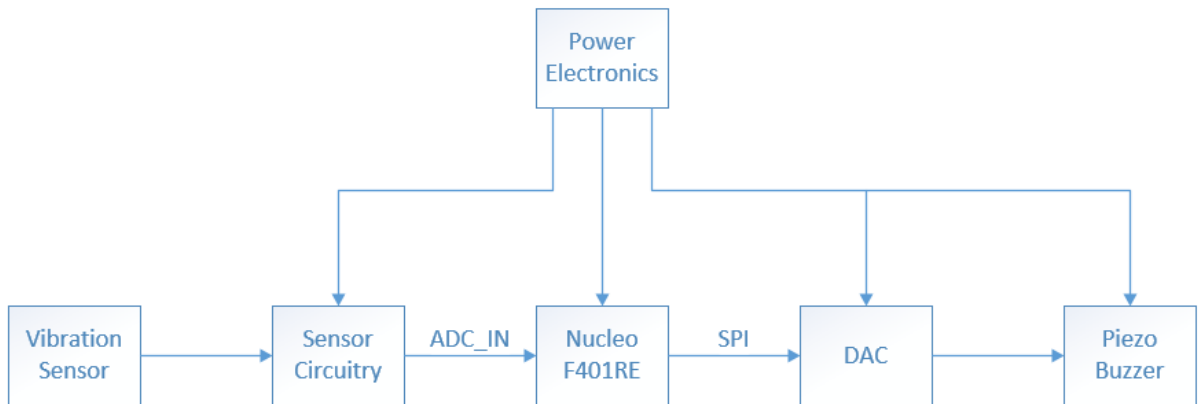 Power
Electronics
Vibration
Sensor
Sensor
Circuitry
ADC_IN
Nucleo
F401RE
SPI
DAC
Piezo
Buzzer